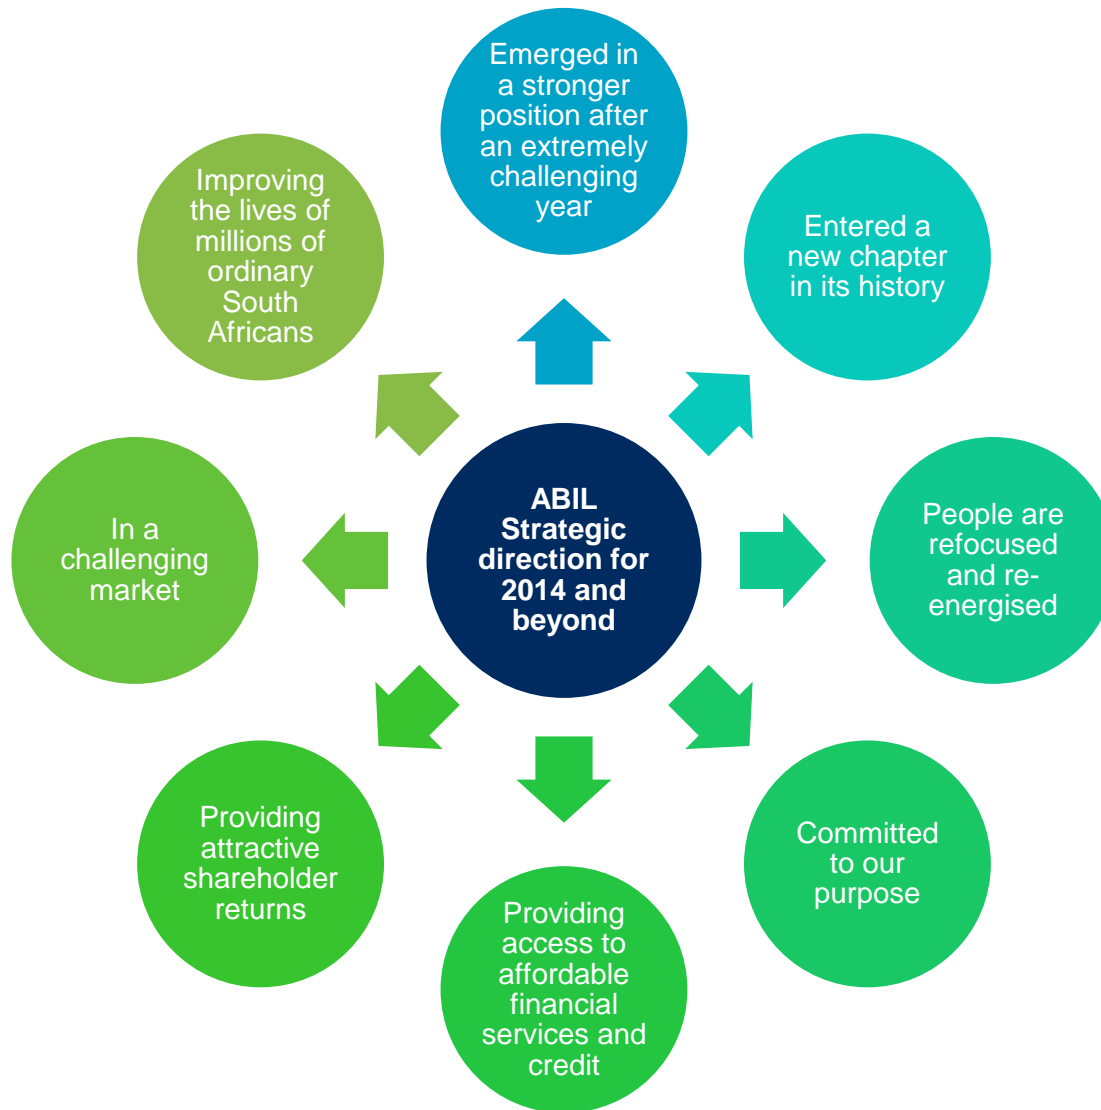 Emerged in
a stronger
position after
an extremely
challenging
year
Entered a
new chapter
in its history
People are
refocused
and re-
energised
Committed
to our
purpose
Providing
access to
affordable
financial
services and
credit
Providing
attractive
shareholder
returns
In a
challenging
market
Improving
the lives of
millions of
ordinary
South
Africans
ABIL
Strategic
direction for
2014 and
beyond